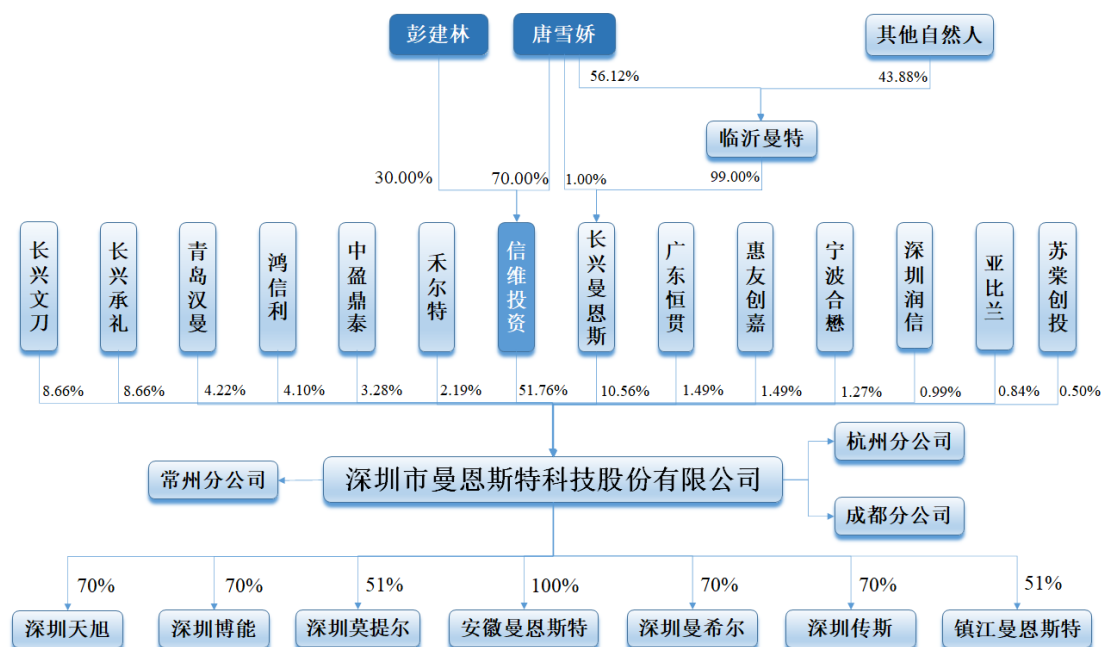 彭建林
唐雪娇
其他自然人
56.12%
43.88%
临沂曼特
30.00%
70.00%
1.00%
99.00%
长兴文刀
长兴承礼
青岛汉曼
鸿信利
中盈鼎泰
禾尔特
信维投资
长兴曼恩斯
广东恒贯
惠友创嘉
宁波合懋
深圳润信
亚比兰
苏棠创投
8.66%
8.66%
4.22%
4.10%
3.28%
2.19%
51.76%
10.56%
1.49%
1.49%
1.27%
0.99%
0.84%
0.50%
杭州分公司
常州分公司
深圳市曼恩斯特科技股份有限公司
成都分公司
70%
70%
51%
100%
70%
70%
51%
深圳天旭
深圳博能
深圳莫提尔
安徽曼恩斯特
深圳曼希尔
深圳传斯
镇江曼恩斯特